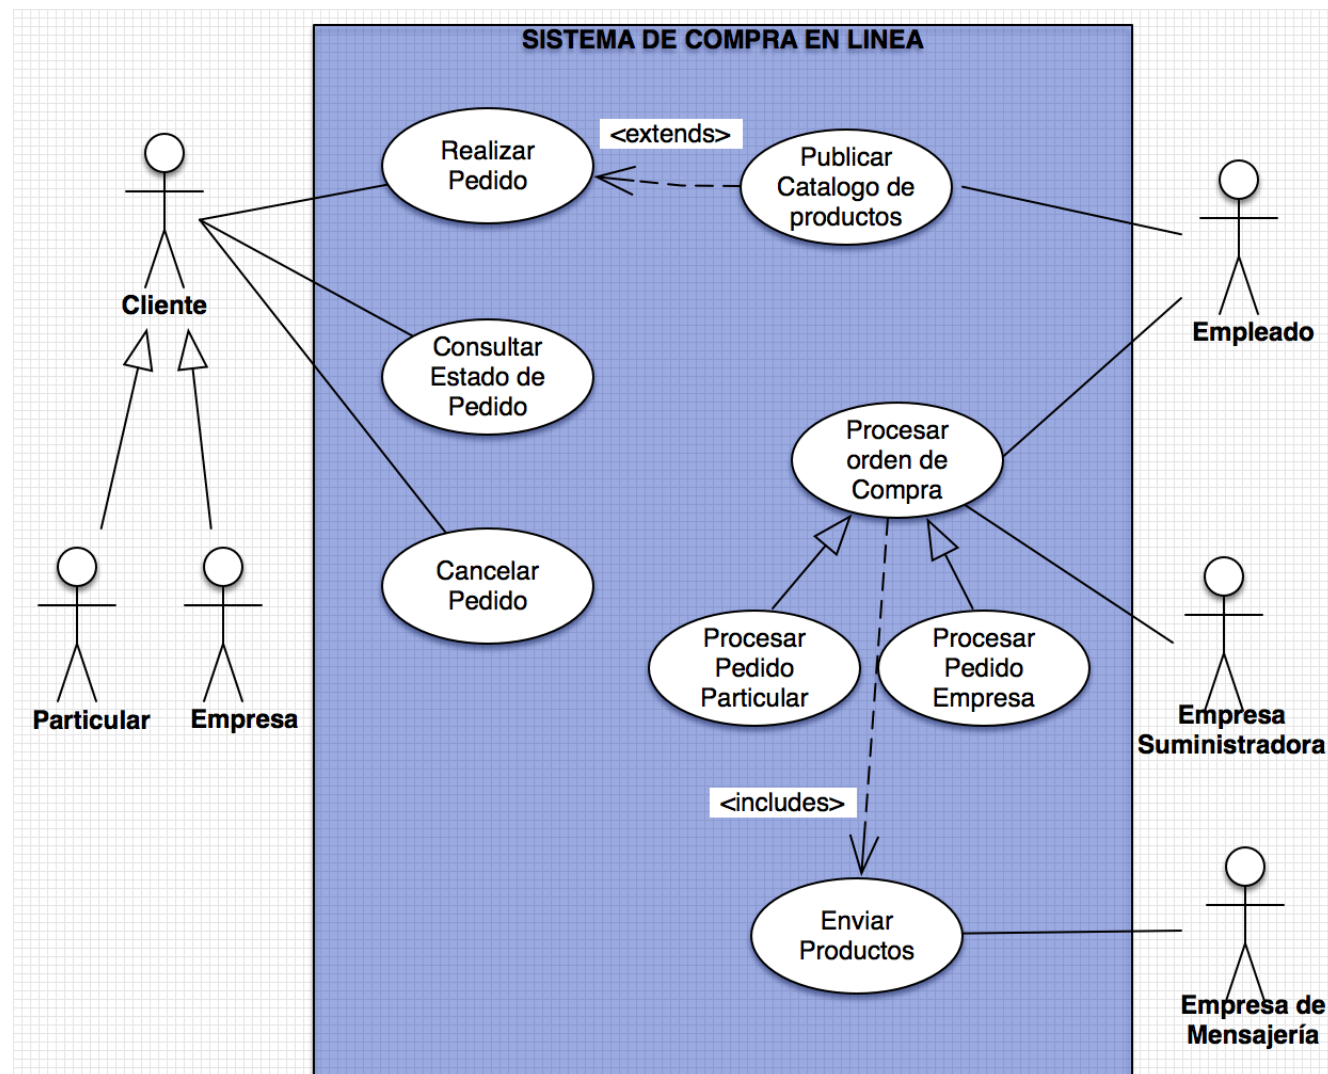 SISTEMA DE COMPRA EN LINEA
Realizar
Pedido
<extends>
Publicar
Catalogo de
productos
Cliente
Empleado
Consultar
Estado de
Pedido
Procesar
orden de
Compra
Cancelar
Pedido
Particular
Empresa
Procesar
Pedido
Particular
Procesar
Pedido
Empresa
Empresa
Suministradora
<includes>
Enviar
Productos
Empresa de
Mensajería